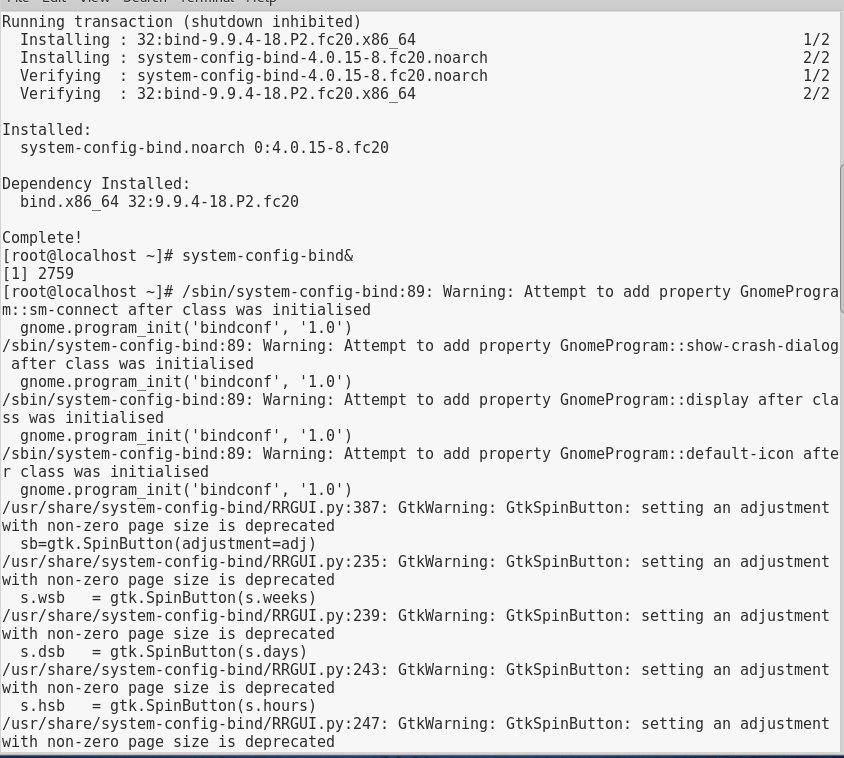 File Edit View Search Terminal Help
Running transaction (shutdown inhibited)
  Installing : 32:bind-9.9.4-18.P2.fc20.x86_64                                           1/2
  Installing : system-config-bind-4.0.15-8.fc20.noarch                                   2/2
  Verifying  : system-config-bind-4.0.15-8.fc20.noarch                                   1/2
  Verifying  : 32:bind-9.9.4-18.P2.fc20.x86_64                                           2/2

Installed:
  system-config-bind.noarch 0:4.0.15-8.fc20

Dependency Installed:
  bind.x86_64 32:9.9.4-18.P2.fc20

Complete!
[root@localhost ~]# system-config-bind&
[1] 2759
[root@localhost ~]# /sbin/system-config-bind:89: Warning: Attempt to add property GnomeProgra
m::sm-connect after class was initialised
  gnome.program_init('bindconf', '1.0')
/sbin/system-config-bind:89: Warning: Attempt to add property GnomeProgram::show-crash-dialog
 after class was initialised
  gnome.program_init('bindconf', '1.0')
/sbin/system-config-bind:89: Warning: Attempt to add property GnomeProgram::display after cla
ss was initialised
  gnome.program_init('bindconf', '1.0')
/sbin/system-config-bind:89: Warning: Attempt to add property GnomeProgram::default-icon afte
r class was initialised
  gnome.program_init('bindconf', '1.0')
/usr/share/system-config-bind/RRGUI.py:387: GtkWarning: GtkSpinButton: setting an adjustment
with non-zero page size is deprecated
  sb=gtk.SpinButton(adjustment=adj)
/usr/share/system-config-bind/RRGUI.py:235: GtkWarning: GtkSpinButton: setting an adjustment
with non-zero page size is deprecated
  s.wsb   = gtk.SpinButton(s.weeks)
/usr/share/system-config-bind/RRGUI.py:239: GtkWarning: GtkSpinButton: setting an adjustment
with non-zero page size is deprecated
  s.dsb   = gtk.SpinButton(s.days)
/usr/share/system-config-bind/RRGUI.py:243: GtkWarning: GtkSpinButton: setting an adjustment
with non-zero page size is deprecated
  s.hsb   = gtk.SpinButton(s.hours)
/usr/share/system-config-bind/RRGUI.py:247: GtkWarning: GtkSpinButton: setting an adjustment
with non-zero page size is deprecated